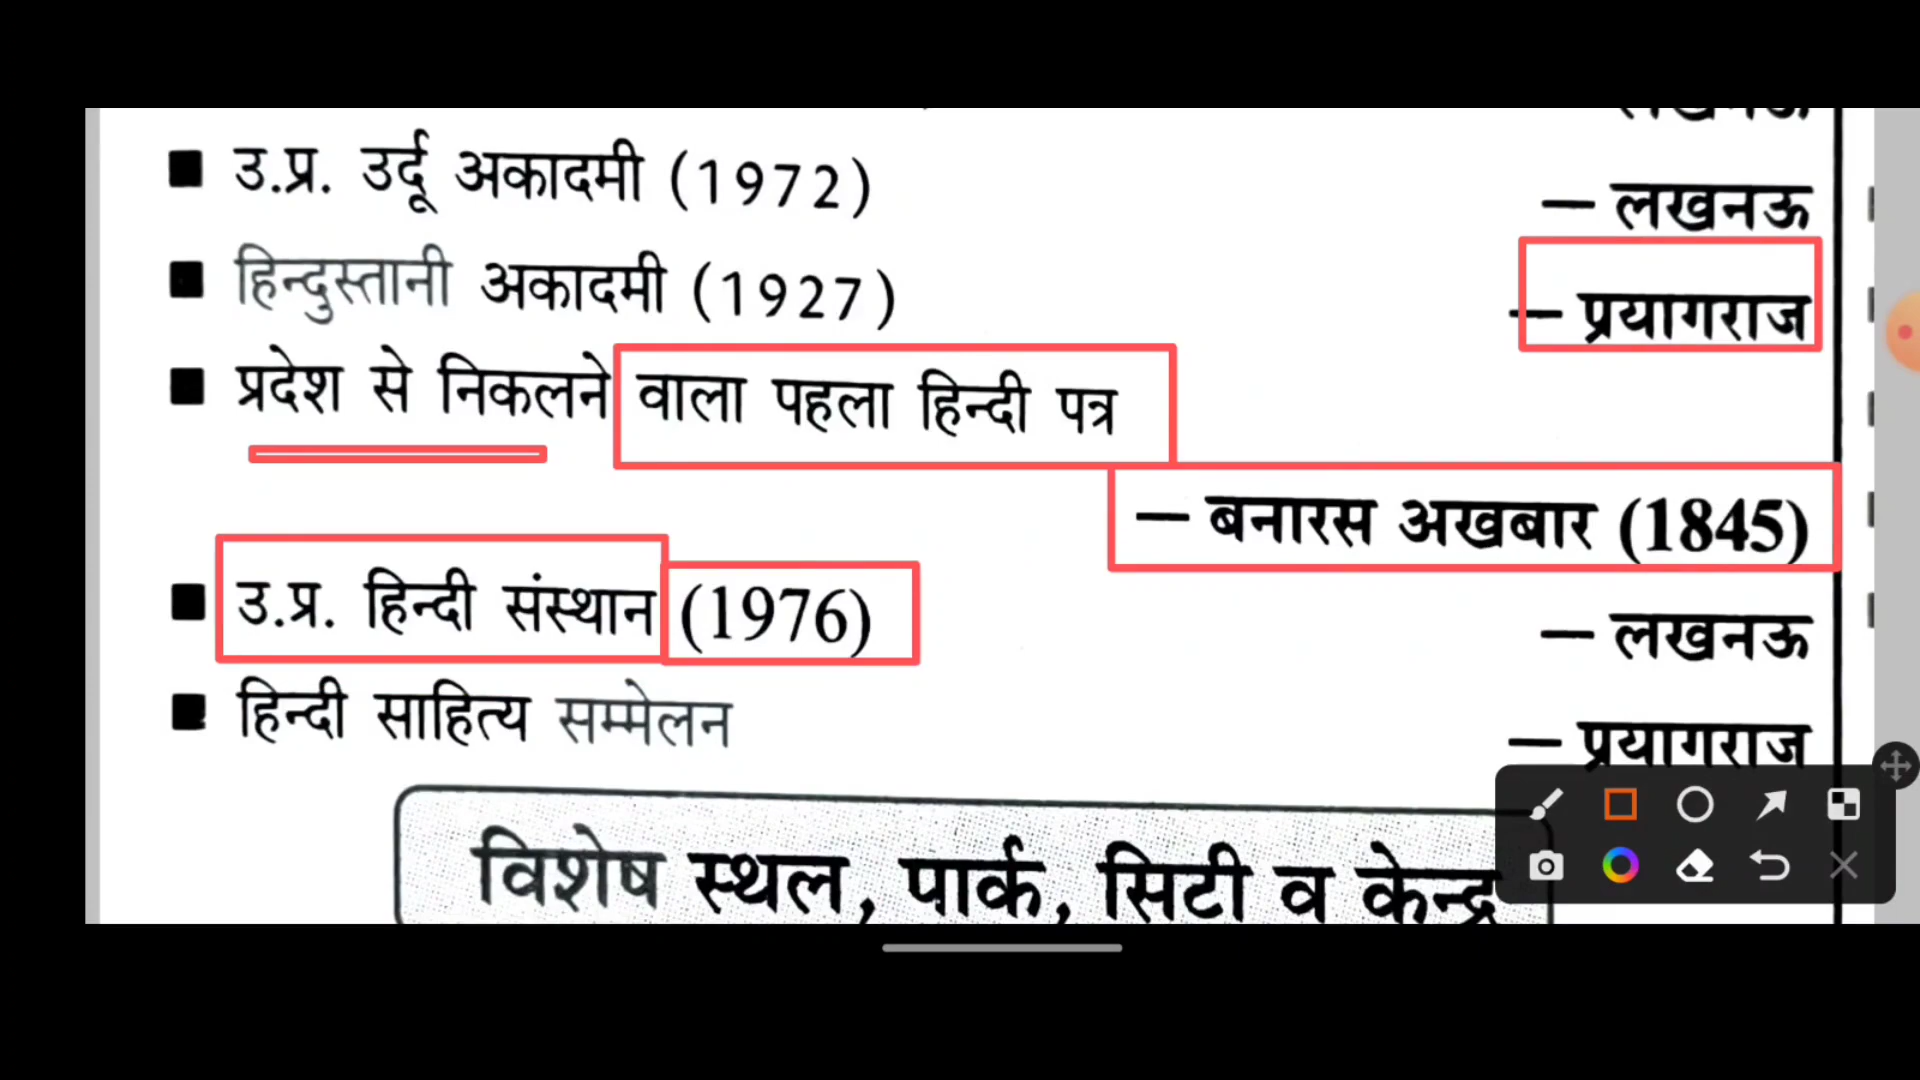 ■ उ.प्र. उर्दू अकादमी (1972) — लखनऊ
■ हिन्दुस्तानी अकादमी (1927) — प्रयागराज
■ प्रदेश से निकलने वाला पहला हिन्दी पत्र
— बनारस अखबार (1845)
■ उ.प्र. हिन्दी संस्थान (1976) — लखनऊ
■ हिन्दी साहित्य सम्मेलन — प्रयागराज
विशेष स्थल, पार्क, सिटी व केन्द्र